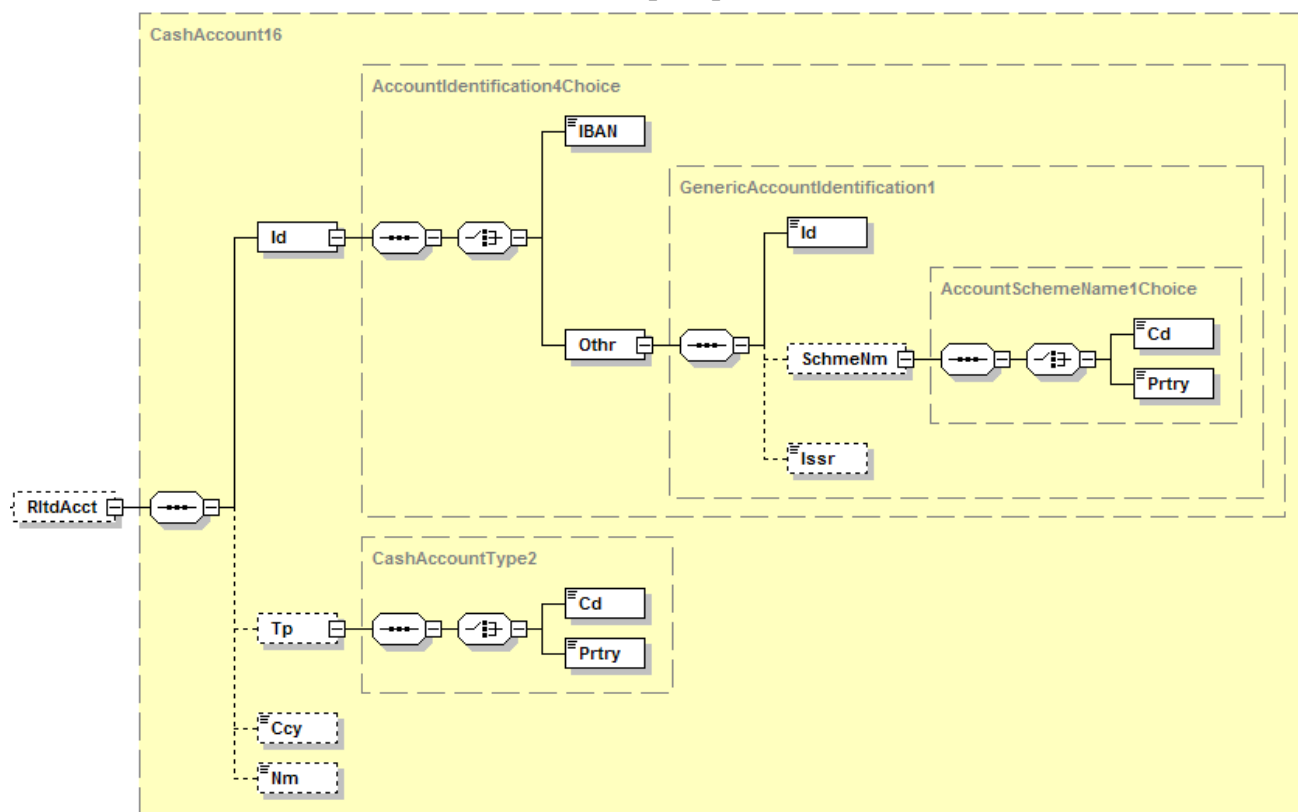 CashAccount16
AccountIdentification4Choice
IBAN
GenericAccountIdentification1
Id
Id
AccountSchemeName1Choice
Othr
SchmeNm
Cd
Prtry
Issr
RltdAcct
CashAccountType2
Tp
Cd
Prtry
Ccy
Nm